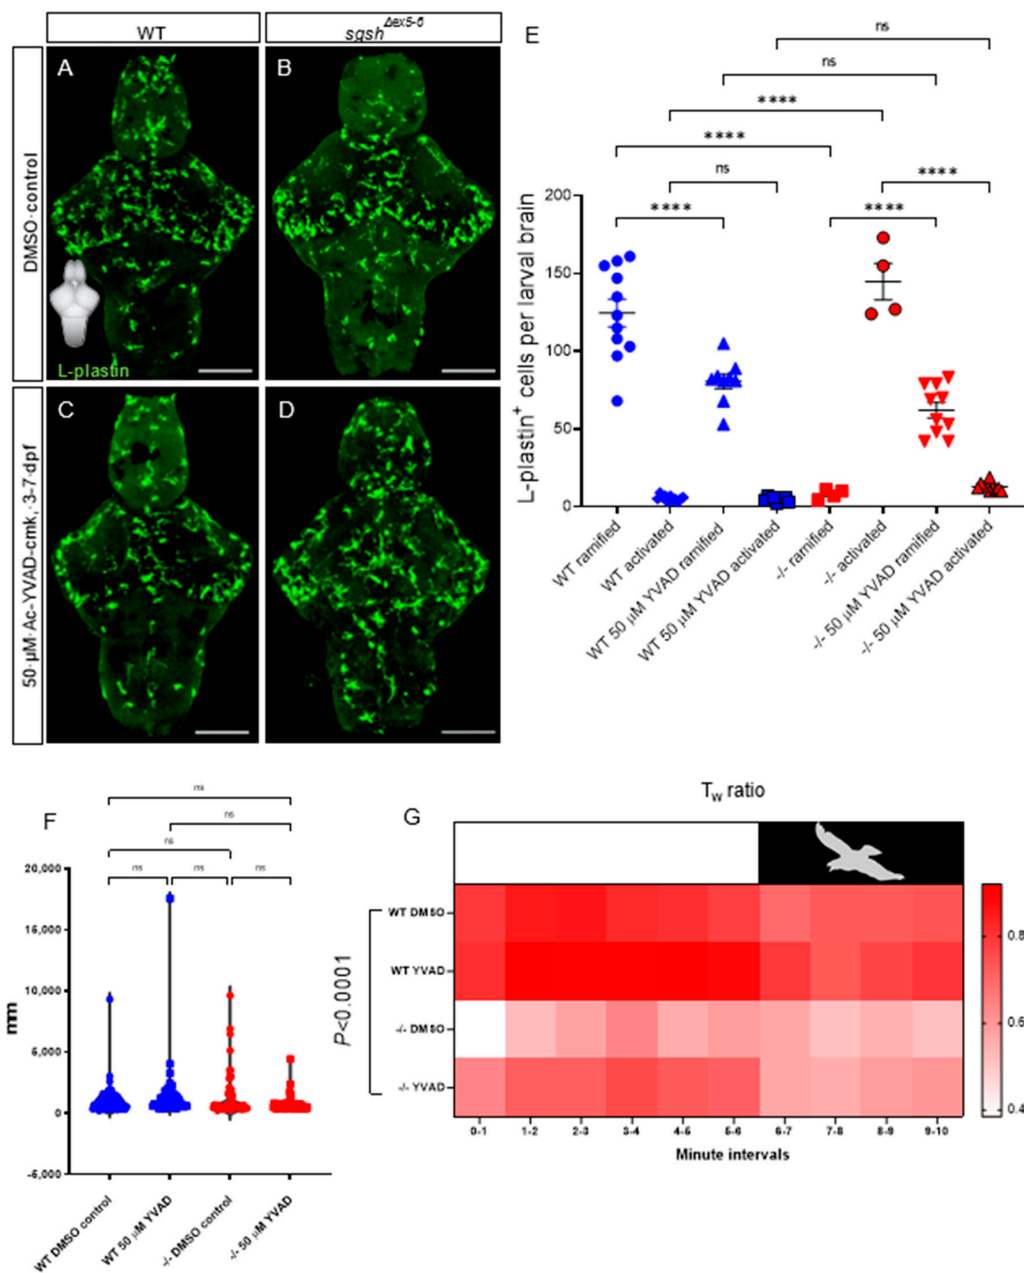 WT
sgsh Δex5-6
DMSO·control
A
B
L-plastin
50·µM·Ac-YVAD-cmk,·3-7·dpf
C
D
E
ns
ns
****
****
ns
****
****
****
L-plastin+ cells per larval brain
200
150
100
50
0
WT ramified
WT activated
WT 50 µM YVAD ramified
WT 50 µM YVAD activated
-/- ramified
-/- activated
-/- 50 µM YVAD ramified
-/- 50 µM YVAD activated
F
ns
ns
ns
ns
ns
ns
mm
20,000
16,000
10,000
5,000
0
-5,000
WT DMSO control
WT 50 µM YVAD
-/- DMSO control
-/- 50 µM YVAD
G
Tw ratio
P<0.0001
WT DMSO
WT YVAD
-/- DMSO
-/- YVAD
0-1
1-2
2-3
3-4
4-5
5-6
6-7
7-8
8-9
9-10
Minute intervals
0.8
0.6
0.4